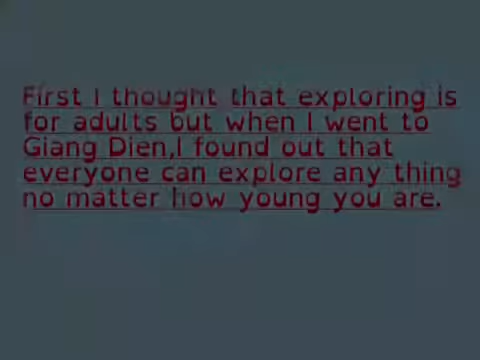 First I thought that exploring is
for adults but when I went to
Giang Dien,I found out that
everyone can explore any thing
no matter how young you are.